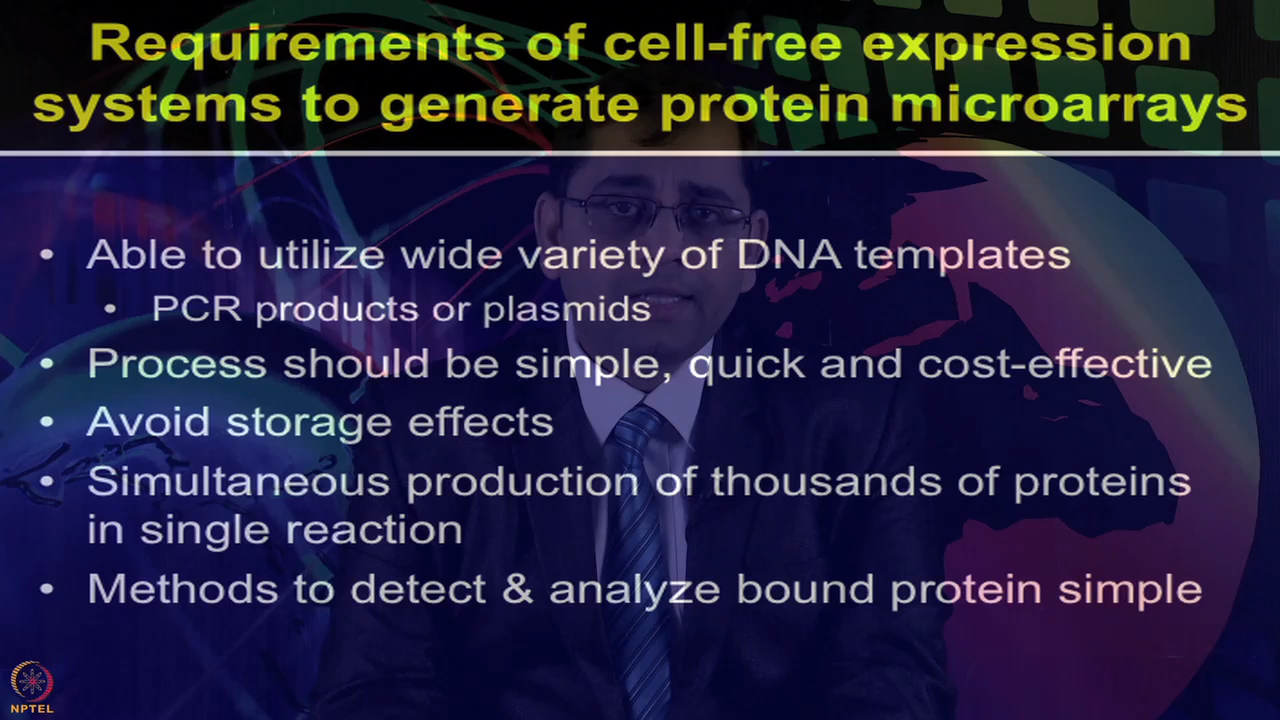 Requirements of cell-free expression
systems to generate protein microarrays
• Able to utilize wide variety of DNA templates
• PCR products or plasmids
• Process should be simple, quick and cost-effective
• Avoid storage effects
• Simultaneous production of thousands of proteins
in single reaction
• Methods to detect & analyze bound protein simple
NPTEL